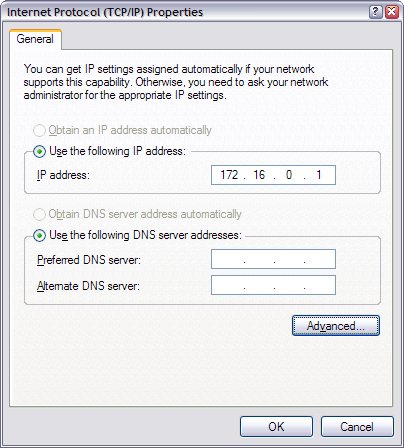 Internet Protocol (TCP/IP) Properties
General
You can get IP settings assigned automatically if your network
supports this capability. Otherwise, you need to ask your network
administrator for the appropriate IP settings.
Obtain an IP address automatically
Use the following IP address:
IP address: 172 . 16 . 0 . 1
Obtain DNS server address automatically
Use the following DNS server addresses:
Preferred DNS server: . . .
Alternate DNS server: . . .
Advanced...
OK Cancel